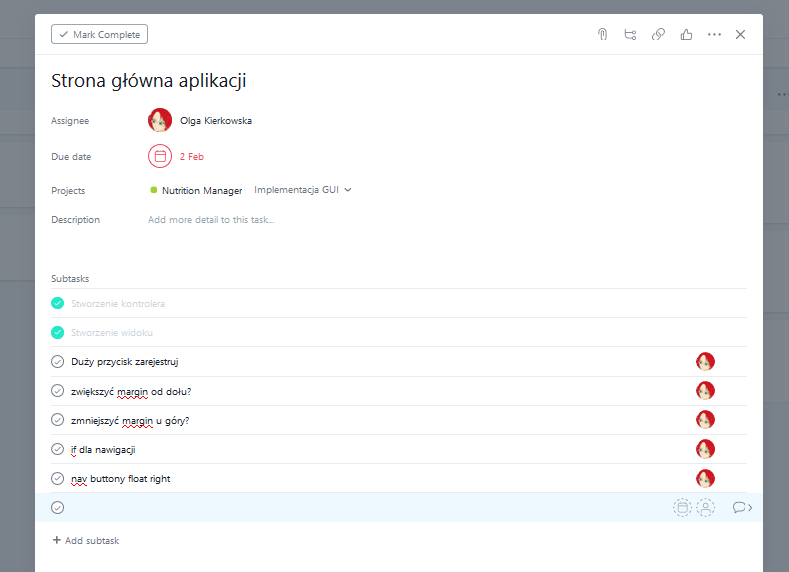 Mark Complete
Strona główna aplikacji
Assignee Olga Kierkowska
Due date 2 Feb
Projects Nutrition Manager Implementacja GUI
Description Add more detail to this task...
Subtasks
Stworzenie kontrolera
Stworzenie widoku
Duży przycisk zarejestruj
zwiększyć margin od dołu?
zmniejszyć margin u góry?
if dla nawigacji
nav buttony float right
+ Add subtask